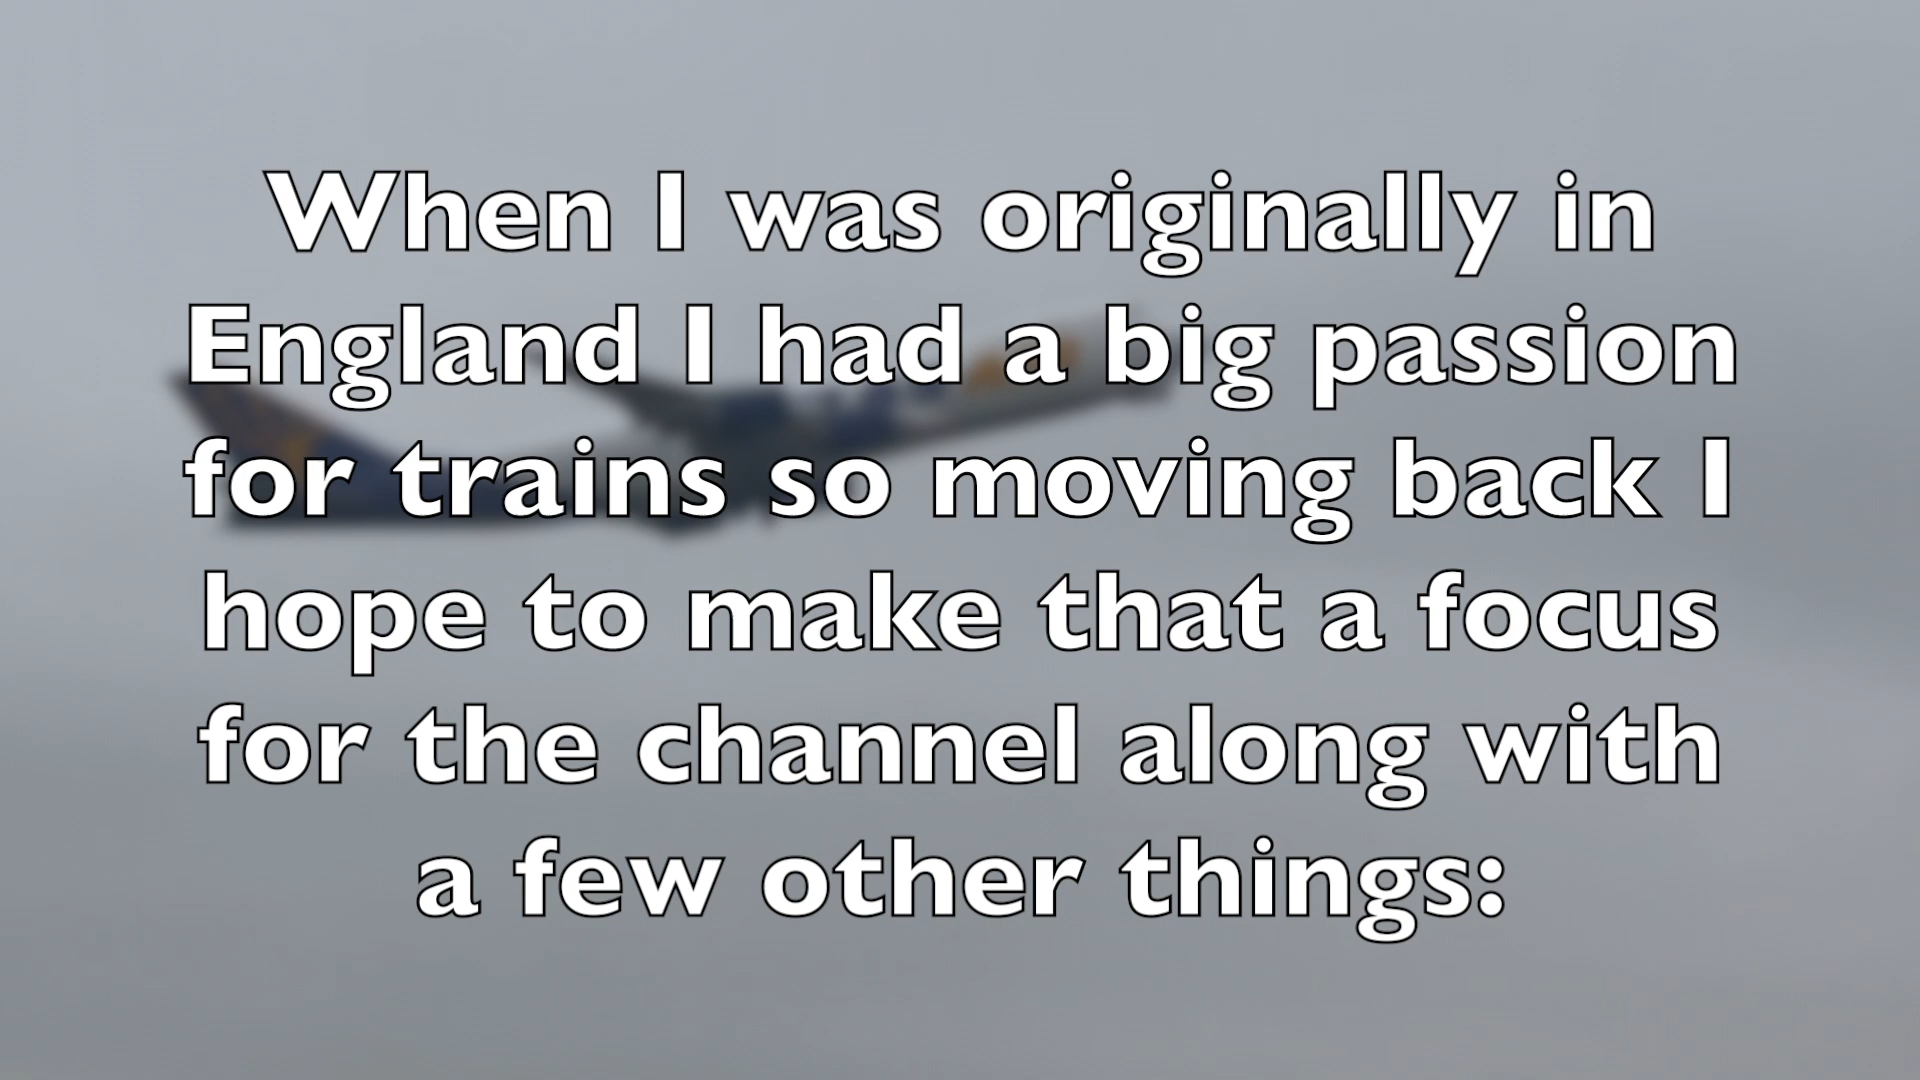 When I was originally in
England I had a big passion
for trains so moving back I
hope to make that a focus
for the channel along with
a few other things: